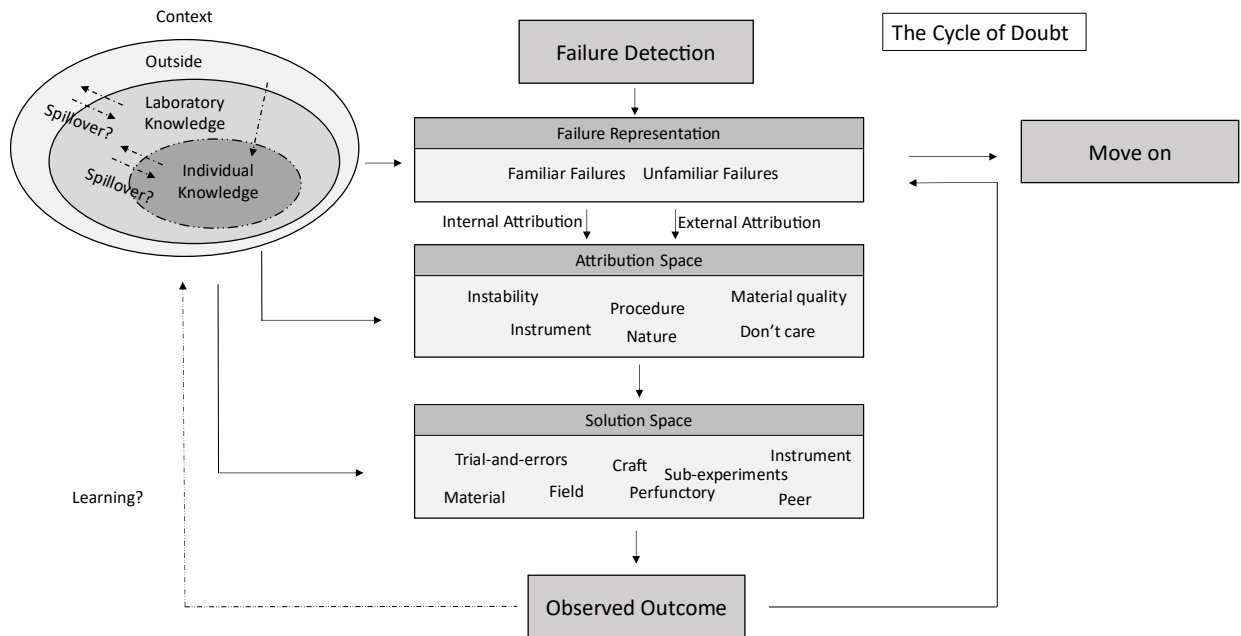 The Cycle of Doubt
Context
Outside
Laboratory
Knowledge
Spillover?
Individual
Knowledge
Spillover?
Failure Detection
Failure Representation
Familiar Failures Unfamiliar Failures
Move on
Internal Attribution External Attribution
Attribution Space
Instability Procedure Material quality
Instrument Nature Don't care
Solution Space
Trial-and-errors Craft Sub-experiments Instrument
Material Field Perfunctory Peer
Learning?
Observed Outcome